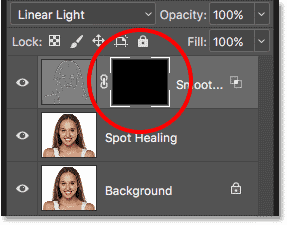 Linear Light Opacity: 100%
Lock: Fill: 100%
Smoot...
Spot Healing
Background